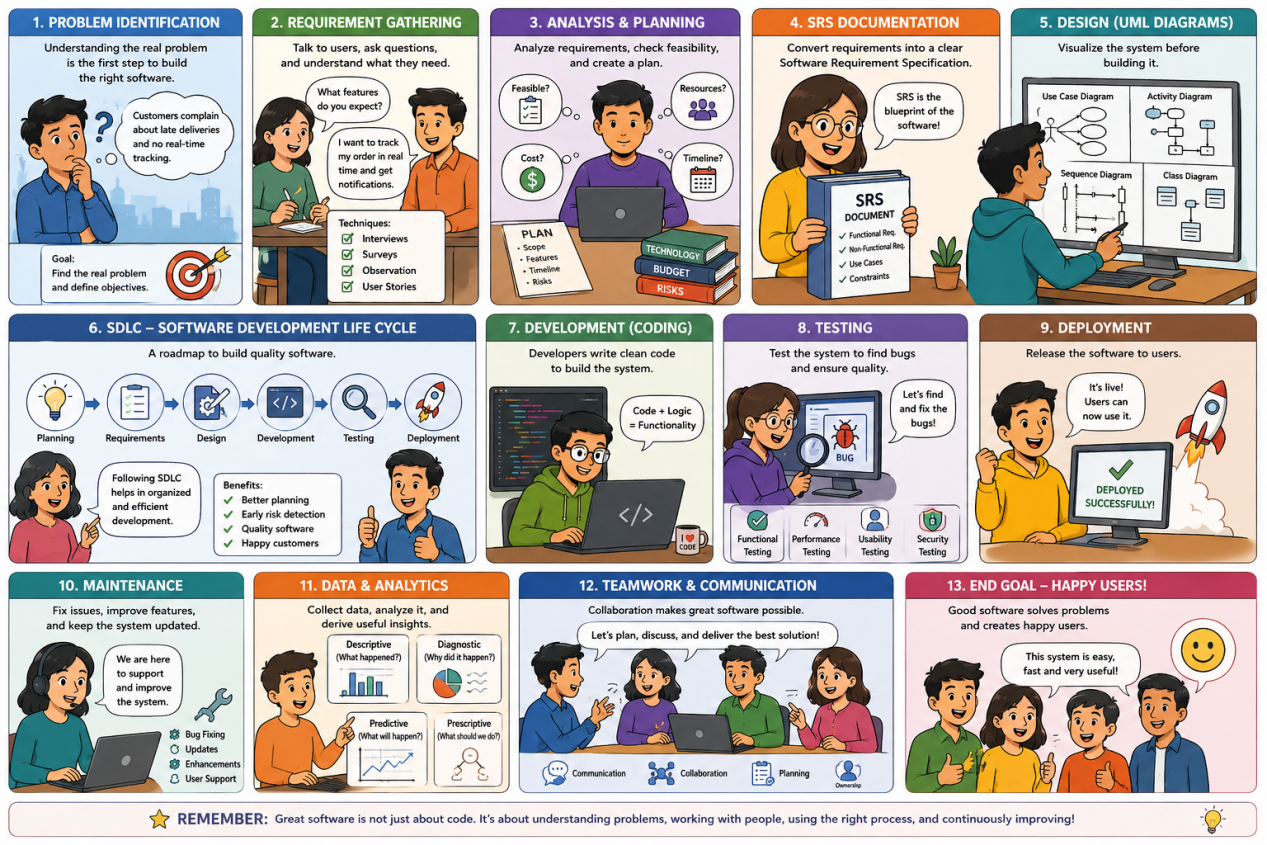 1. PROBLEM IDENTIFICATION
Understanding the real problem
is the first step to build
the right software.
?
Customers complain
about late deliveries
and no real-time
tracking.
Goal:
Find the real problem
and define objectives.
2. REQUIREMENT GATHERING
Talk to users, ask questions,
and understand what they need.
What features
do you expect?
I want to track
my order in real
time and get
notifications.
Techniques:
Interviews
Surveys
Observation
User Stories
3. ANALYSIS & PLANNING
Analyze requirements, check feasibility,
and create a plan.
Feasible?
Resources?
Cost?
$
Timeline?
PLAN
• Scope
• Features
• Timeline
• Risks
TECHNOLOGY
BUDGET
RISKS
4. SRS DOCUMENTATION
Convert requirements into a clear
Software Requirement Specification.
SRS is the
blueprint of the
software!
SRS
DOCUMENT
Functional Req.
Non-Functional Req.
Use Cases
Constraints
5. DESIGN (UML DIAGRAMS)
Visualize the system before
building it.
Use Case Diagram
Activity Diagram
Sequence Diagram
Class Diagram
6. SDLC – SOFTWARE DEVELOPMENT LIFE CYCLE
A roadmap to build quality software.
</>
Planning
Requirements
Design
Development
Testing
Deployment
Following SDLC
helps in organized
and efficient
development.
Benefits:
Better planning
Early risk detection
Quality software
Happy customers
7. DEVELOPMENT (CODING)
Developers write clean code
to build the system.
Code + Logic
= Functionality
</>
I ❤ CODE
8. TESTING
Test the system to find bugs
and ensure quality.
Let's find
and fix the
bugs!
BUG
Functional
Testing
Performance
Testing
Usability
Testing
Security
Testing
9. DEPLOYMENT
Release the software to users.
It's live!
Users can
now use it.
DEPLOYED
SUCCESSFULLY!
10. MAINTENANCE
Fix issues, improve features,
and keep the system updated.
We are here
to support
and improve
the system.
Bug Fixing
Updates
Enhancements
User Support
11. DATA & ANALYTICS
Collect data, analyze it, and
derive useful insights.
Descriptive
(What happened?)
Diagnostic
(Why did it happen?)
Predictive
(What will happen?)
Prescriptive
(What should we do?)
12. TEAMWORK & COMMUNICATION
Collaboration makes great software possible.
Let's plan, discuss, and deliver the best solution!
Communication
Collaboration
Planning
Ownership
13. END GOAL – HAPPY USERS!
Good software solves problems
and creates happy users.
This system is easy,
fast and very useful!
REMEMBER: Great software is not just about code. It's about understanding problems, working with people, using the right process, and continuously improving!